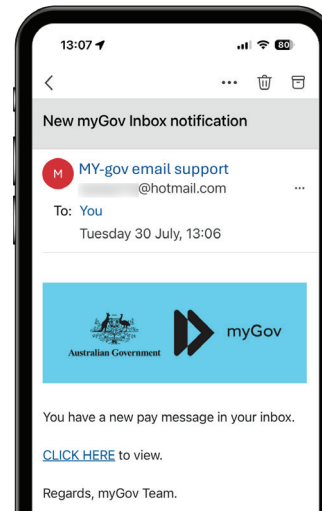 13:07
80
New myGov Inbox notification
M
MY-gov email support
@hotmail.com
To: You
Tuesday 30 July, 13:06
Australian Government
myGov
You have a new pay message in your inbox.
CLICK HERE to view.
Regards, myGov Team.